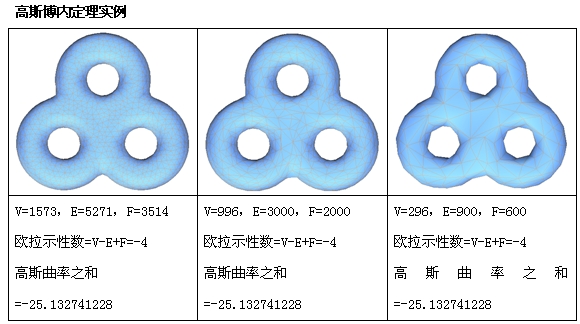 高斯博内定理实例
V=1573, E=5271, F=3514
欧拉示性数=V-E+F=-4
高斯曲率之和
=-25.132741228
V=996, E=3000, F=2000
欧拉示性数=V-E+F=-4
高斯曲率之和
=-25.132741228
V=296, E=900, F=600
欧拉示性数=V-E+F=-4
高斯曲率之和
=-25.132741228